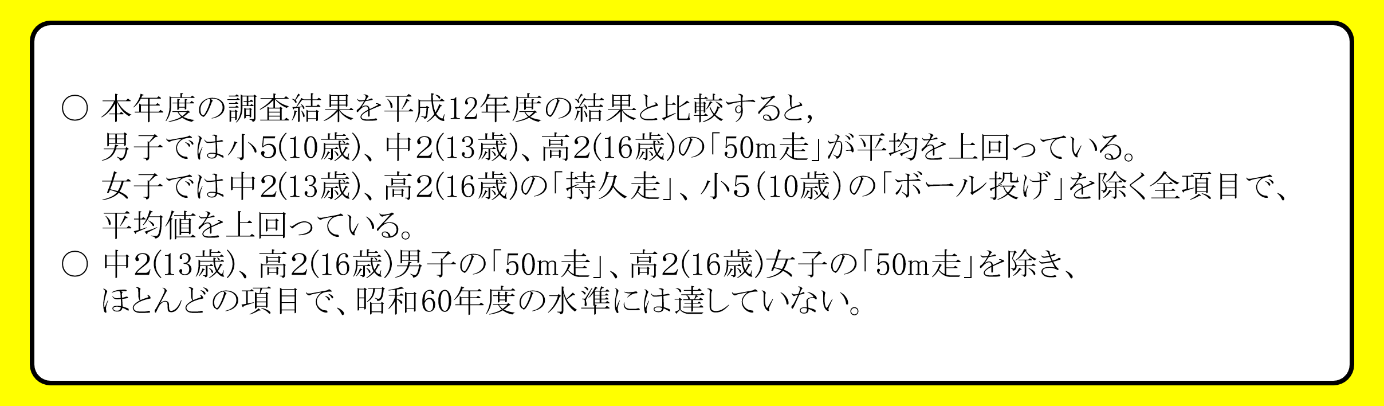 ○ 本年度の調査結果を平成12年度の結果と比較すると,
男子では小５(10歳)、中２(13歳)、高２(16歳)の「50m走」が平均を上回っている。
女子では中２(13歳)、高２(16歳)の「持久走」、小５(10歳)の「ボール投げ」を除く全項目で、
平均値を上回っている。
○ 中２(13歳)、高２(16歳)男子の「50m走」、高２(16歳)女子の「50m走」を除き、
ほとんどの項目で、昭和60年度の水準には達していない。